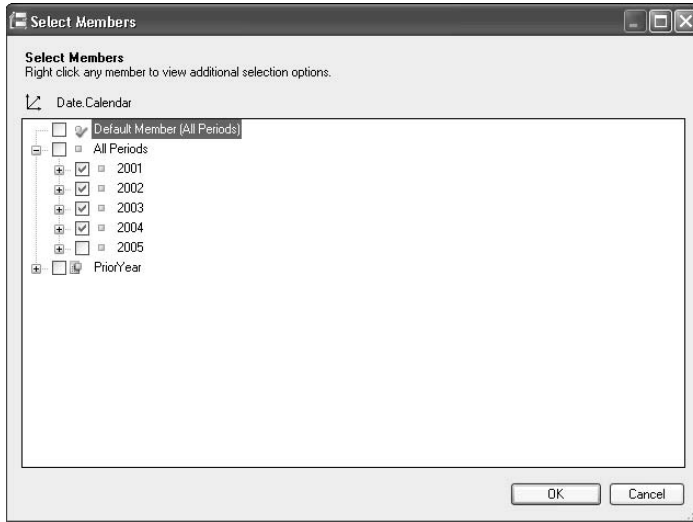 Select Members
Select Members
Right click any member to view additional selection options.
Date.Calendar
Default Member (All Periods)
All Periods
2001
2002
2003
2004
2005
PriorYear
OK Cancel